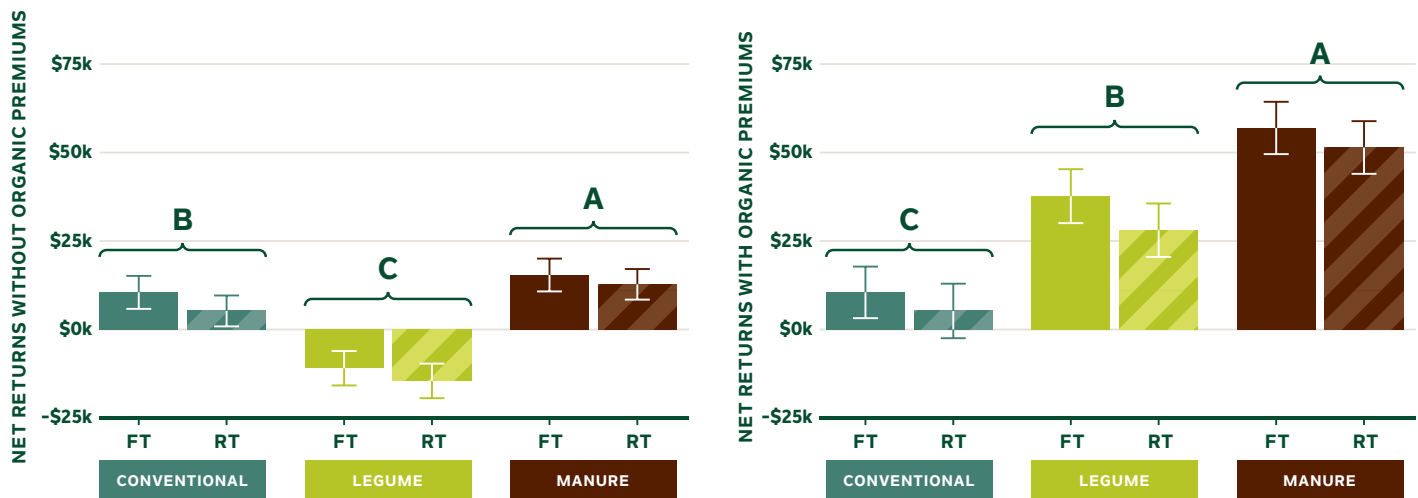 NET RETURNS WITHOUT ORGANIC PREMIUMS
$75k
$50k
$25k
$0k
-$25k
B
C
A
FT
RT
FT
RT
FT
RT
CONVENTIONAL
LEGUME
MANURE
NET RETURNS WITH ORGANIC PREMIUMS
$75k
$50k
$25k
$0k
-$25k
C
B
A
FT
RT
FT
RT
FT
RT
CONVENTIONAL
LEGUME
MANURE